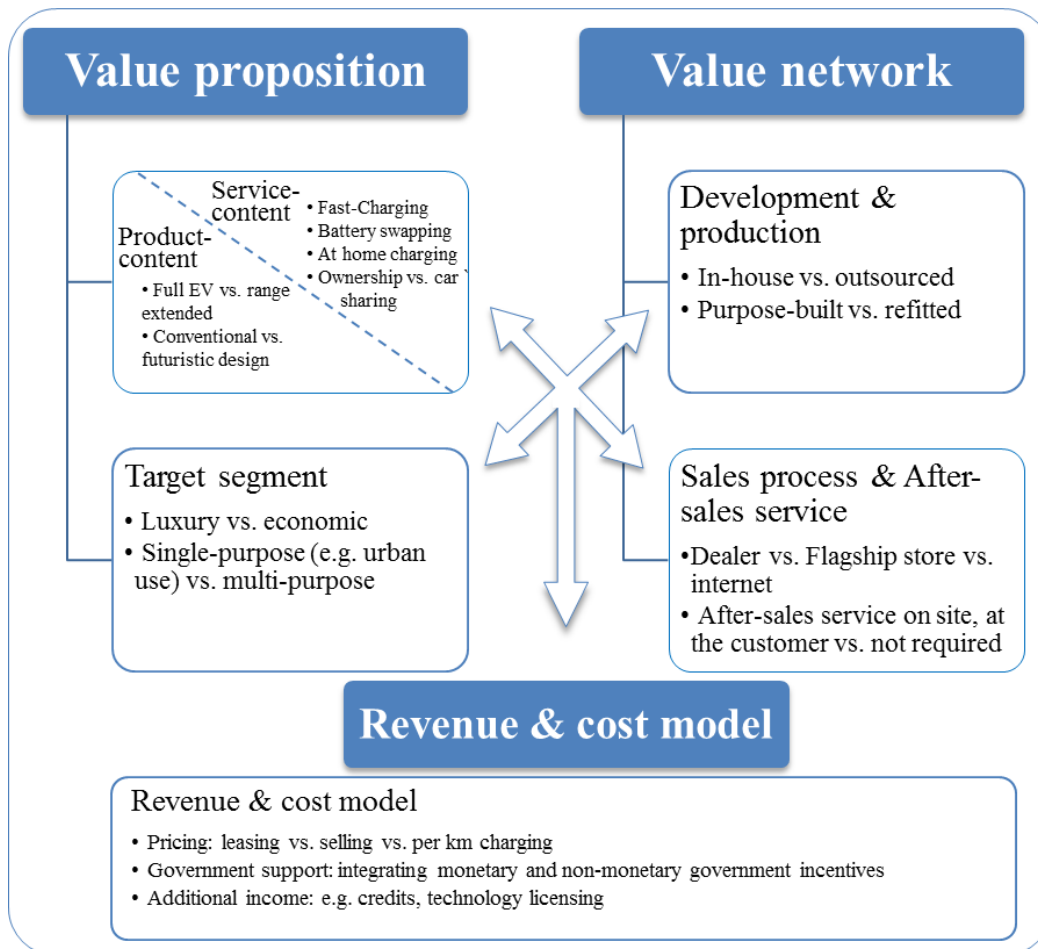 Value proposition
Value network
Service-
content
• Fast-Charging
• Battery swapping
• At home charging
• Ownership vs. car `
sharing
Product-
content
• Full EV vs. range
extended
• Conventional vs.
futuristic design
Development &
production
• In-house vs. outsourced
• Purpose-built vs. refitted
Target segment
• Luxury vs. economic
• Single-purpose (e.g. urban
use) vs. multi-purpose
Sales process & After-
sales service
•Dealer vs. Flagship store vs.
internet
• After-sales service on site, at
the customer vs. not required
Revenue & cost model
Revenue & cost model
• Pricing: leasing vs. selling vs. per km charging
• Government support: integrating monetary and non-monetary government incentives
• Additional income: e.g. credits, technology licensing